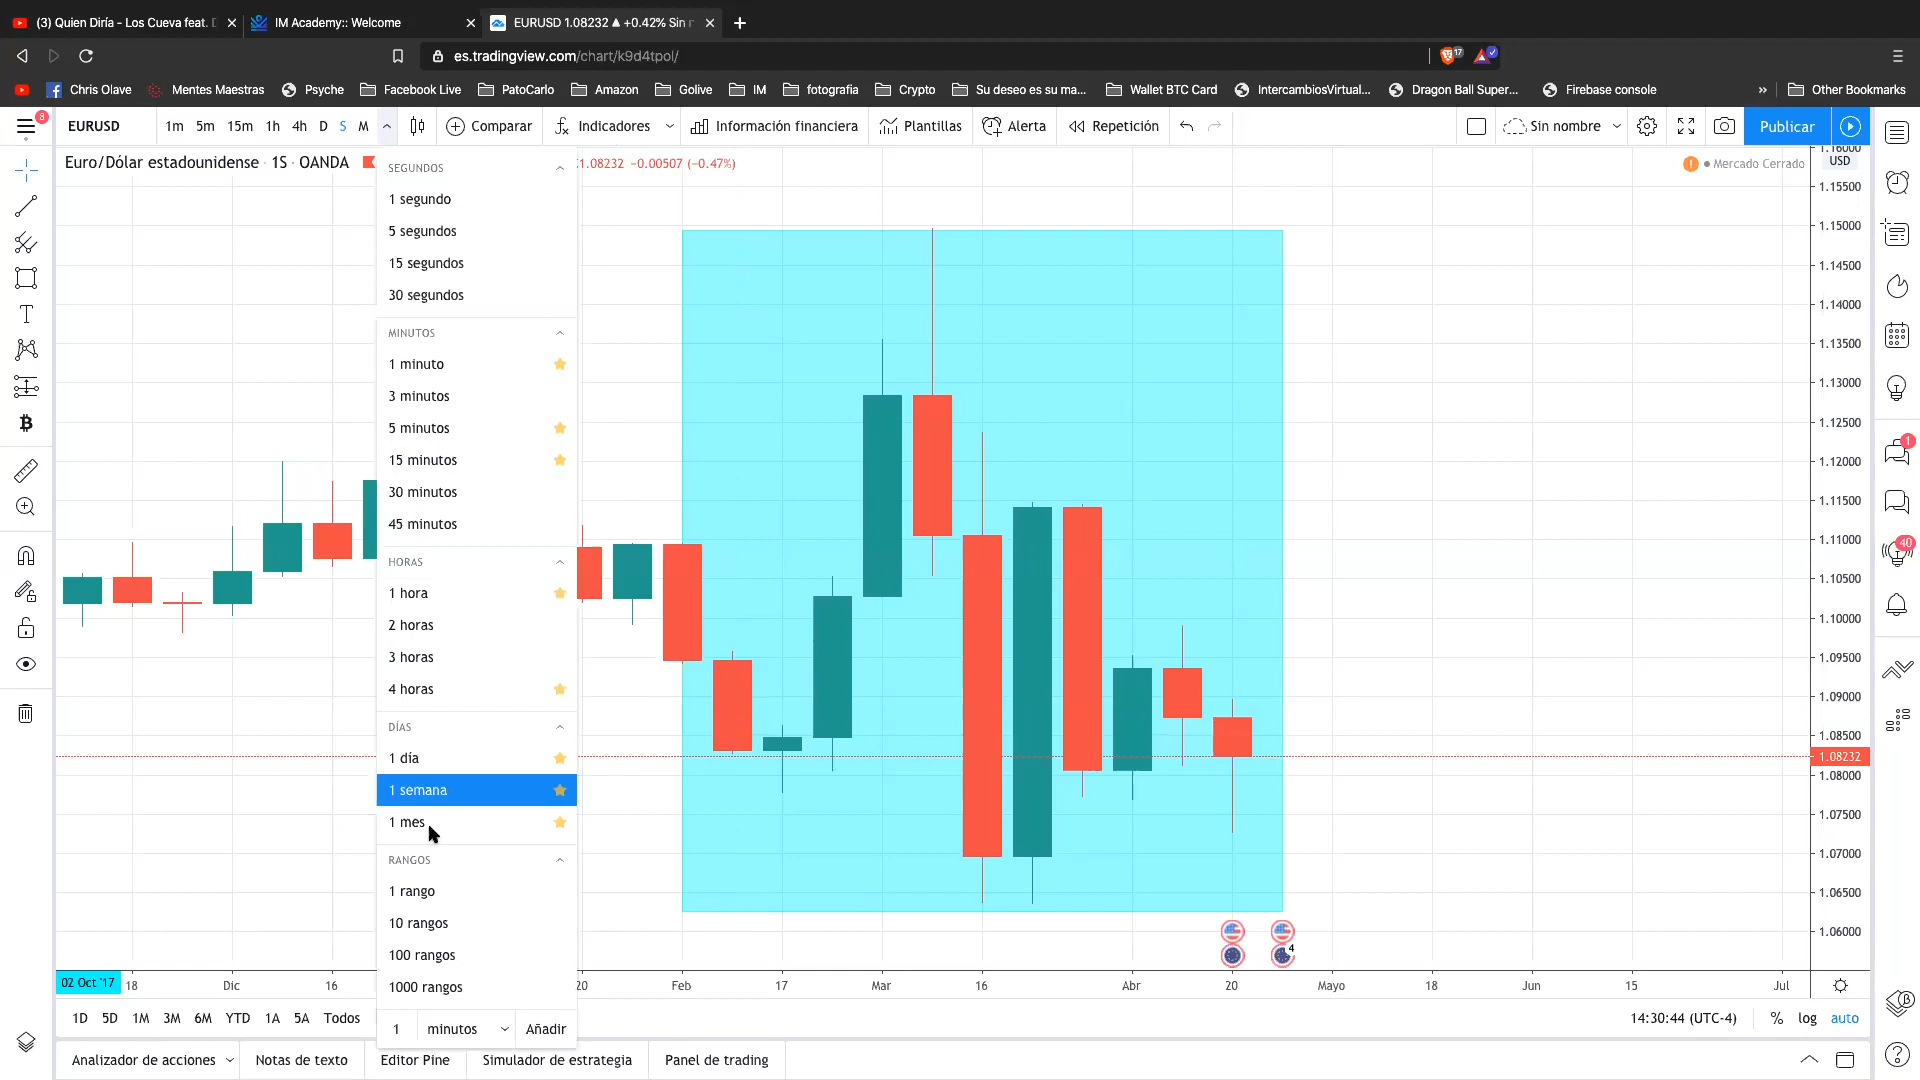 (3) Quien Diría - Los Cueva feat. D
IM Academy:: Welcome
EURUSD 1.08232 ▲ +0.42% Sin n
es.tradingview.com/chart/k9d4tpol/
17
Chris Olave
Mentes Maestras
Psyche
Facebook Live
PatoCarlo
Amazon
Golive
IM
fotografia
Crypto
Su deseo es su ma...
Wallet BTC Card
IntercambiosVirtual...
Dragon Ball Super...
Firebase console
»
Other Bookmarks
8
EURUSD
1m 5m 15m 1h 4h D S M
Comparar
Indicadores
Información financiera
Plantillas
Alerta
Repetición
Sin nombre
Publicar
Euro/Dólar estadounidense · 1S · OANDA
1.08232 −0.00507 (−0.47%)
Mercado Cerrado
USD
SEGUNDOS
1 segundo
5 segundos
15 segundos
30 segundos
MINUTOS
1 minuto
3 minutos
5 minutos
15 minutos
30 minutos
45 minutos
HORAS
1 hora
2 horas
3 horas
4 horas
DÍAS
1 día
1 semana
1 mes
RANGOS
1 rango
10 rangos
100 rangos
1000 rangos
1 minutos Añadir
1.16000
1.15500
1.15000
1.14500
1.14000
1.13500
1.13000
1.12500
1.12000
1.11500
1.11000
1.10500
1.10000
1.09500
1.09000
1.08500
1.08232
1.08000
1.07500
1.07000
1.06500
1.06000
4
1
40
02 Oct '17 18 Dic 16 20 Feb 17 Mar 16 Abr 20 Mayo 18 Jun 15 Jul
1D 5D 1M 3M 6M YTD 1A 5A Todos
14:30:44 (UTC-4) % log auto
Analizador de acciones
Notas de texto
Editor Pine
Simulador de estrategia
Panel de trading